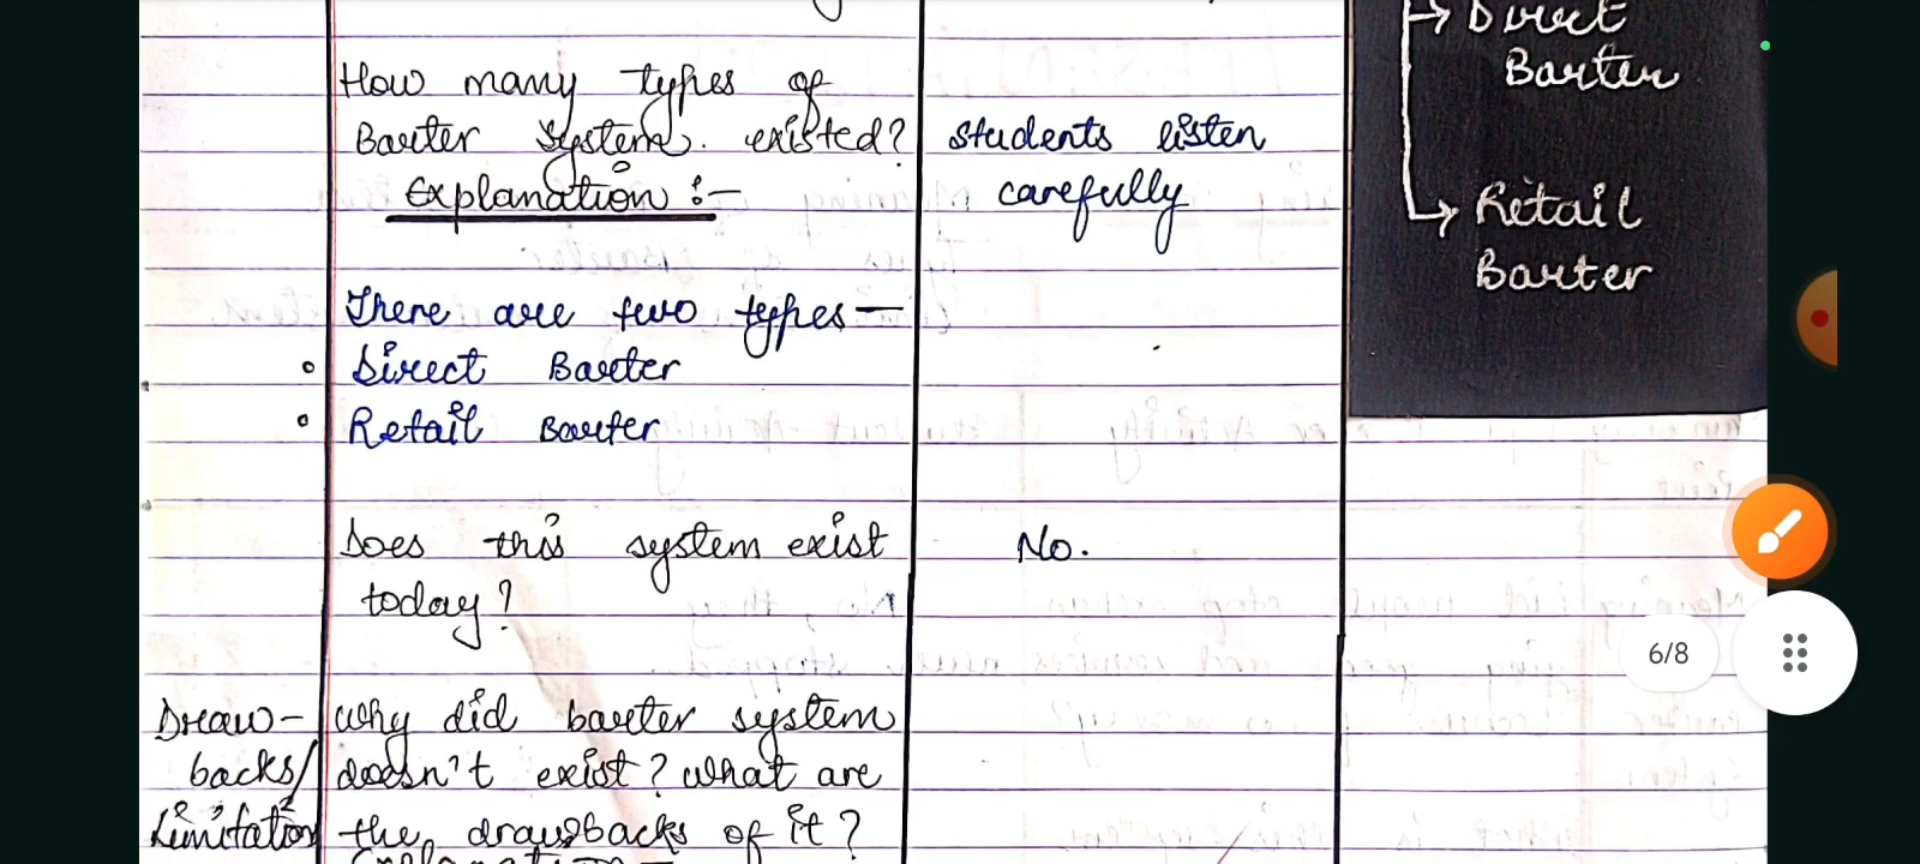 How many types of
Barter System. existed?
Explanation :-
There are two types—
Direct Barter
Retail Barter
Does this system exist
today?
Draw-
backs/
Limitation
why did barter system
doesn't exist? What are
the drawbacks of it?
Explanation -
students listen
carefully
No.
→ Direct
Barter
→ Retail
Barter
6/8